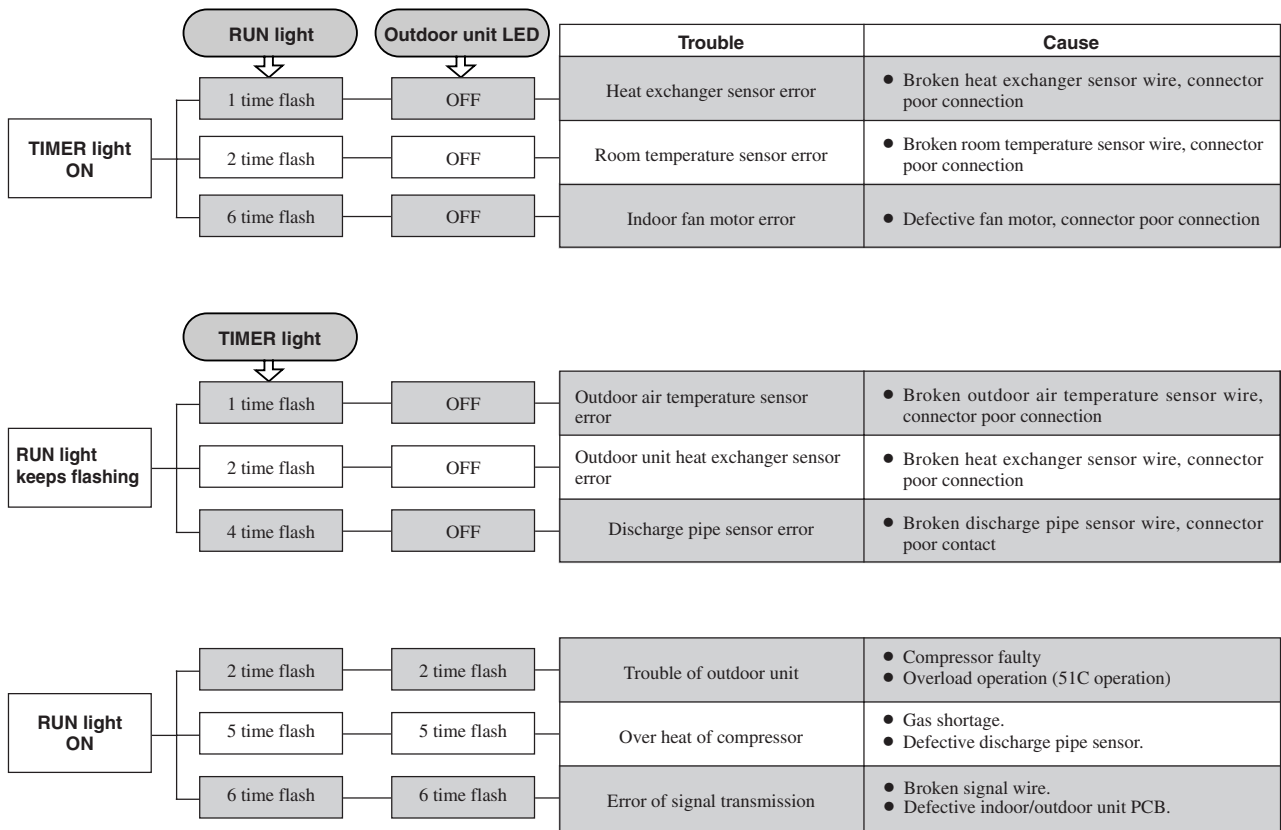 RUN light
Outdoor unit LED
Trouble
Cause
TIMER light
ON
1 time flash
OFF
Heat exchanger sensor error
● Broken heat exchanger sensor wire, connector
poor connection
2 time flash
OFF
Room temperature sensor error
● Broken room temperature sensor wire, connector
poor connection
6 time flash
OFF
Indoor fan motor error
● Defective fan motor, connector poor connection
TIMER light
RUN light
keeps flashing
1 time flash
OFF
Outdoor air temperature sensor
error
● Broken outdoor air temperature sensor wire,
connector poor connection
2 time flash
OFF
Outdoor unit heat exchanger sensor
error
● Broken heat exchanger sensor wire, connector
poor connection
4 time flash
OFF
Discharge pipe sensor error
● Broken discharge pipe sensor wire, connector
poor contact
RUN light
ON
2 time flash
2 time flash
Trouble of outdoor unit
● Compressor faulty
● Overload operation (51C operation)
5 time flash
5 time flash
Over heat of compressor
● Gas shortage.
● Defective discharge pipe sensor.
6 time flash
6 time flash
Error of signal transmission
● Broken signal wire.
● Defective indoor/outdoor unit PCB.